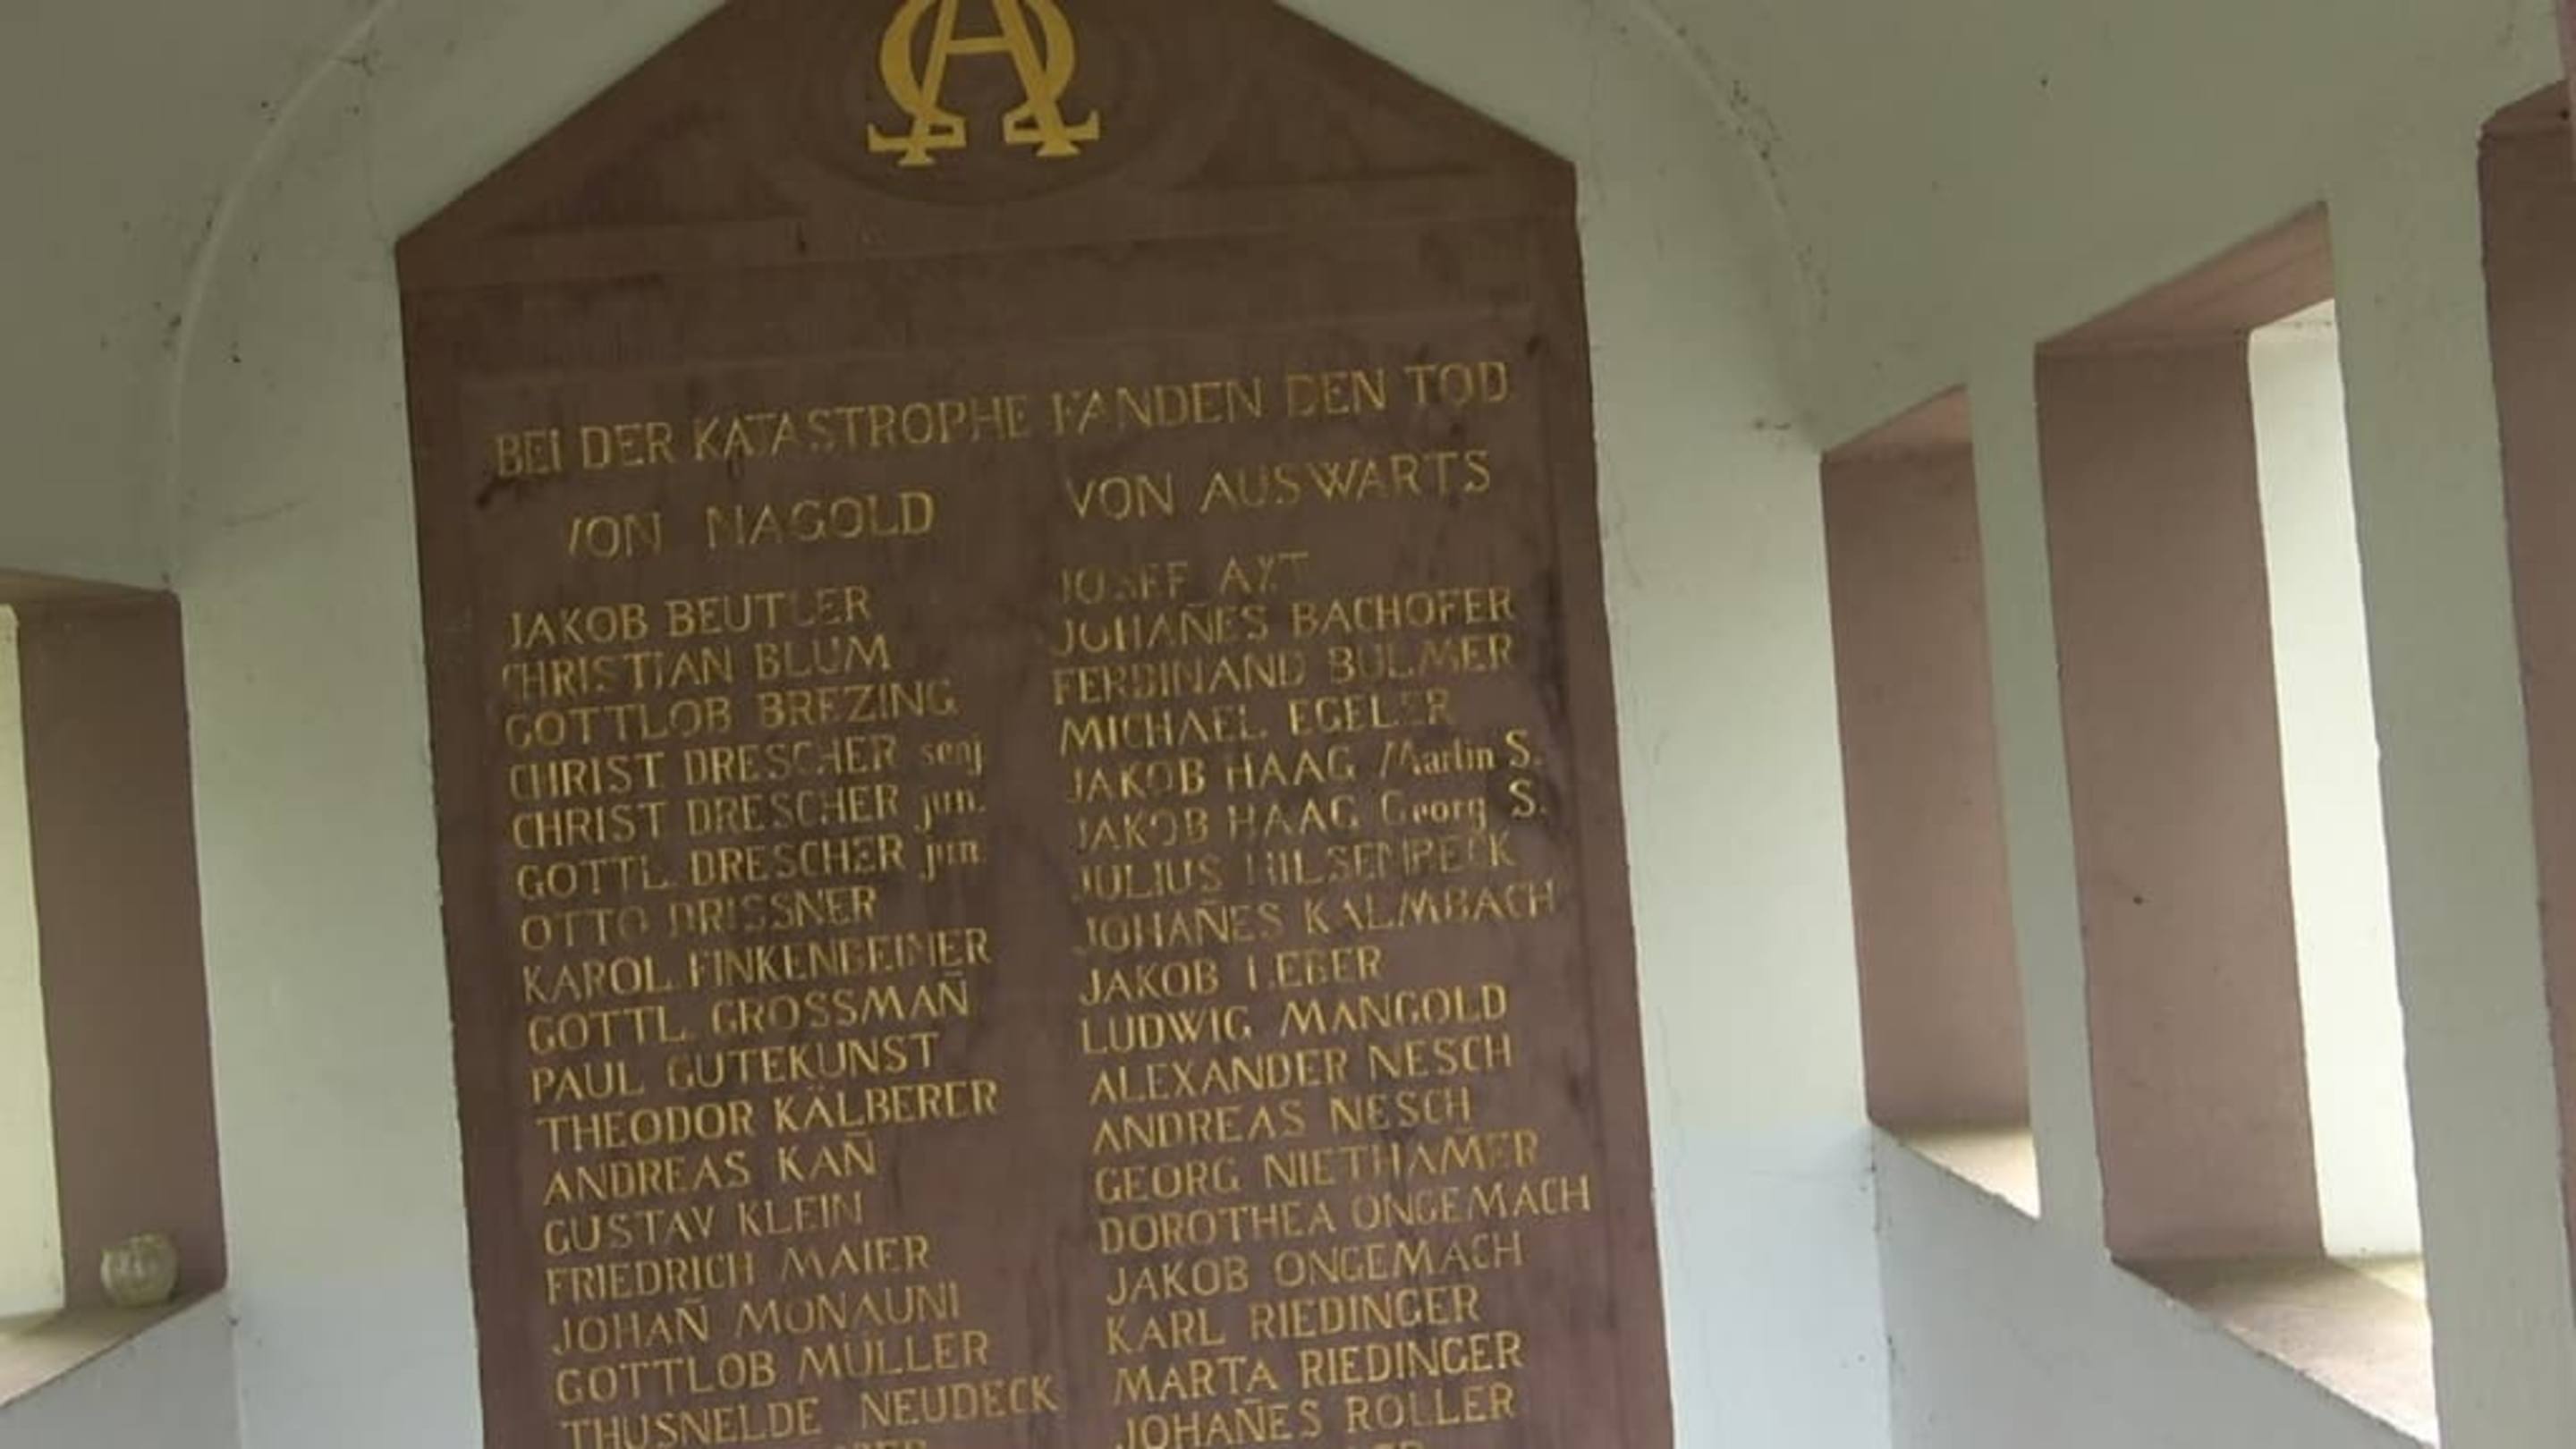 BEI DER KATASTROPHE FANDEN DEN TOD
VON NAGOLD
JAKOB BEUTLER
CHRISTIAN BLUM
GOTTLOB BREZING
CHRIST DRESCHER senj
CHRIST DRESCHER jun.
GOTTL. DRESCHER jun.
OTTO DRISSNER
KAROL. FINKENBEINER
GOTTL. GROSSMAÑ
PAUL GUTEKUNST
THEODOR KÄLBERER
ANDREAS KAÑ
GUSTAV KLEIN
FRIEDRICH MAIER
JOHAÑ MONAUNI
GOTTLOB MÜLLER
THUSNELDE NEUDECK
VON AUSWARTS
JOSEF AXT
JOHAÑES BACHOFER
FERDINAND BULMER
MICHAEL EGELER
JAKOB HAAG Martin S.
JAKOB HAAG Georg S.
JULIUS
JOHAÑES KALMBACH
JAKOB LEBER
LUDWIG MANGOLD
ALEXANDER NESCH
ANDREAS NESCH
GEORG NIETHAM̄ER
DOROTHEA ONGEMACH
JAKOB ONGEMACH
KARL RIEDINGER
MARTA RIEDINGER
JOHAÑES ROLLER